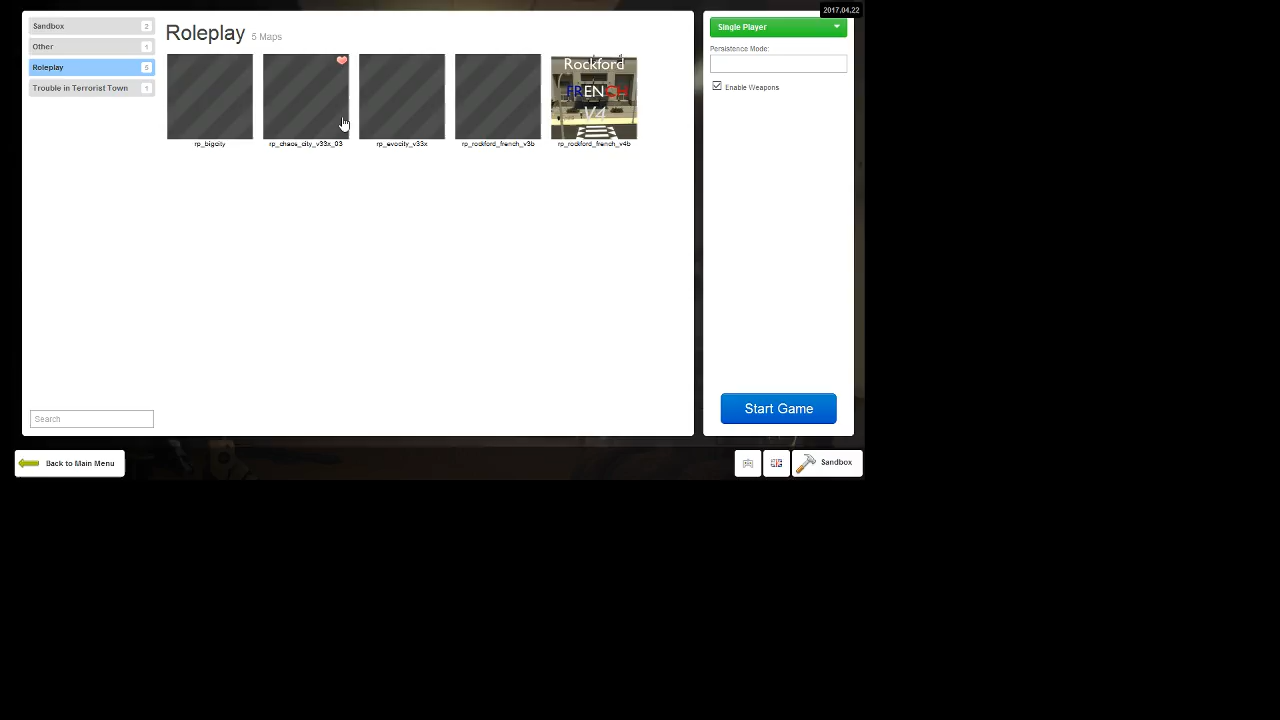 2017.04.22
Sandbox 2
Other 1
Roleplay 5
Trouble in Terrorist Town 1
Roleplay 5 Maps
Rockford
FRENCH
V4
rp_bigcity
rp_chaos_city_v33x_03
rp_evocity_v33x
rp_rockford_french_v3b
rp_rockford_french_v4b
Search
Single Player
Persistence Mode:
Enable Weapons
Start Game
Back to Main Menu
Sandbox